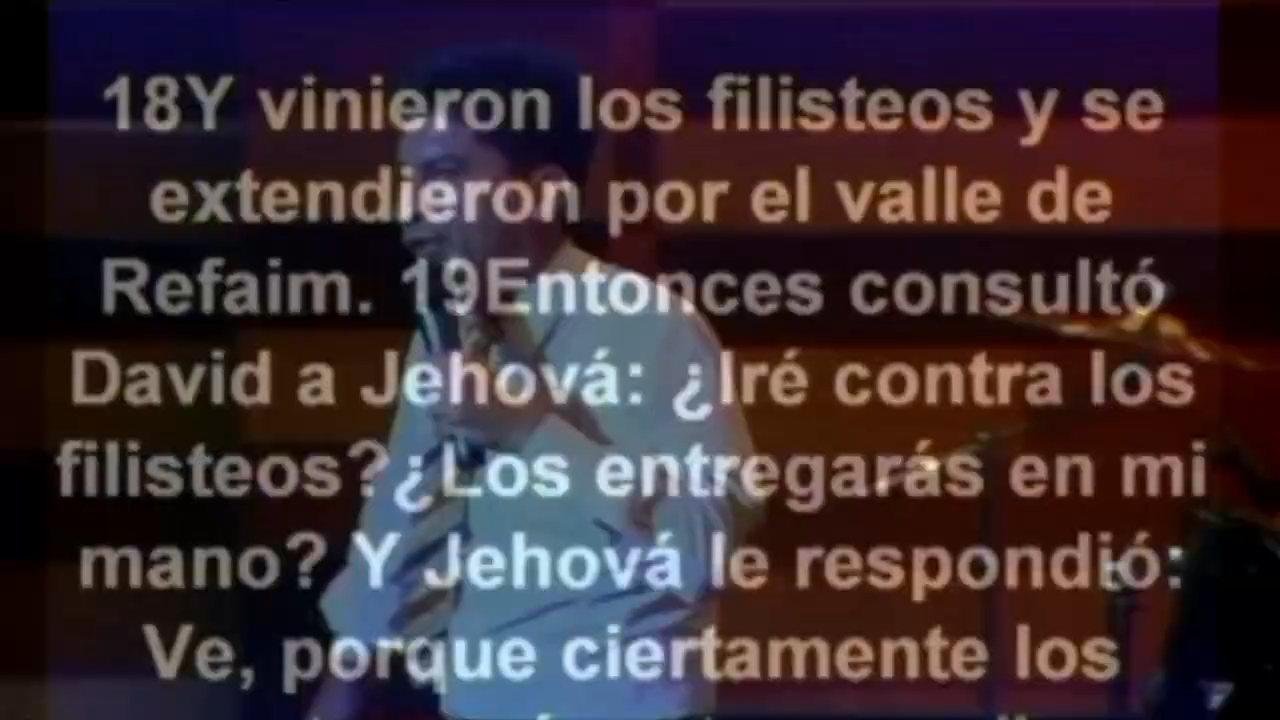 18Y vinieron los filisteos y se
extendieron por el valle de
Refaim. 19Entonces consultó
David a Jehová: ¿Iré contra los
filisteos?¿Los entregarás en mi
mano? Y Jehová le respondió:
Ve, porque ciertamente los